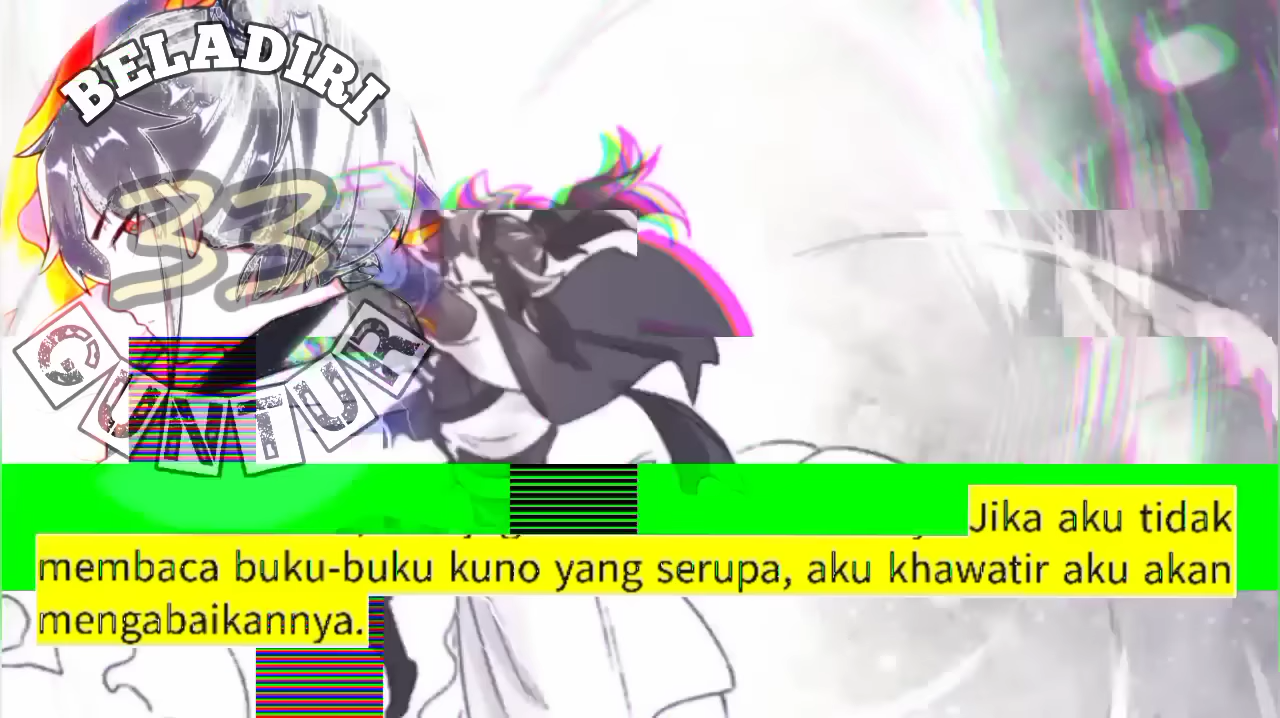 BELADIRI
33
GUNTUR
Jika aku tidak
membaca buku-buku kuno yang serupa, aku khawatir aku akan
mengabaikannya.